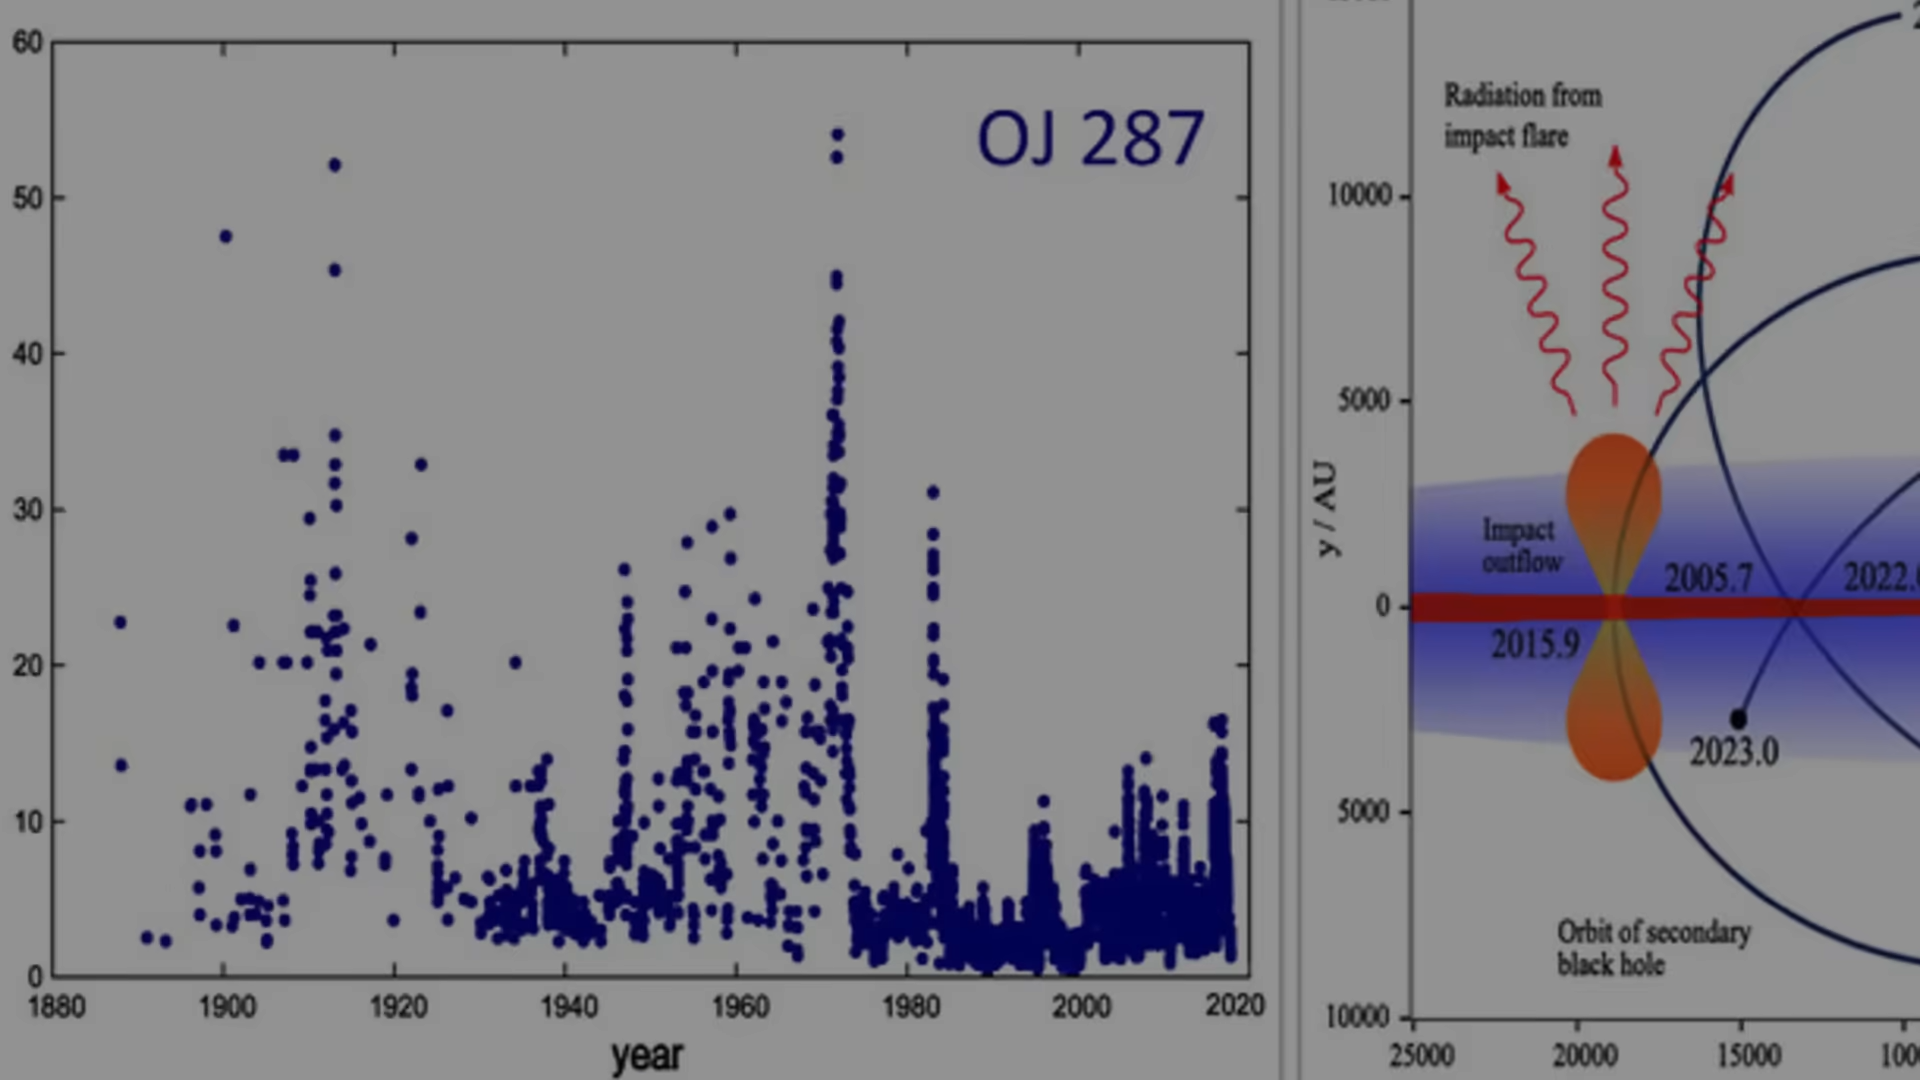 60
50
40
30
20
10
0
1880
1900
1920
1940
1960
1980
2000
2020
year
OJ 287
10000
5000
0
5000
10000
y / AU
25000
20000
15000
Radiation from
impact flare
Impact
outflow
2005.7
2015.9
2023.0
Orbit of secondary
black hole